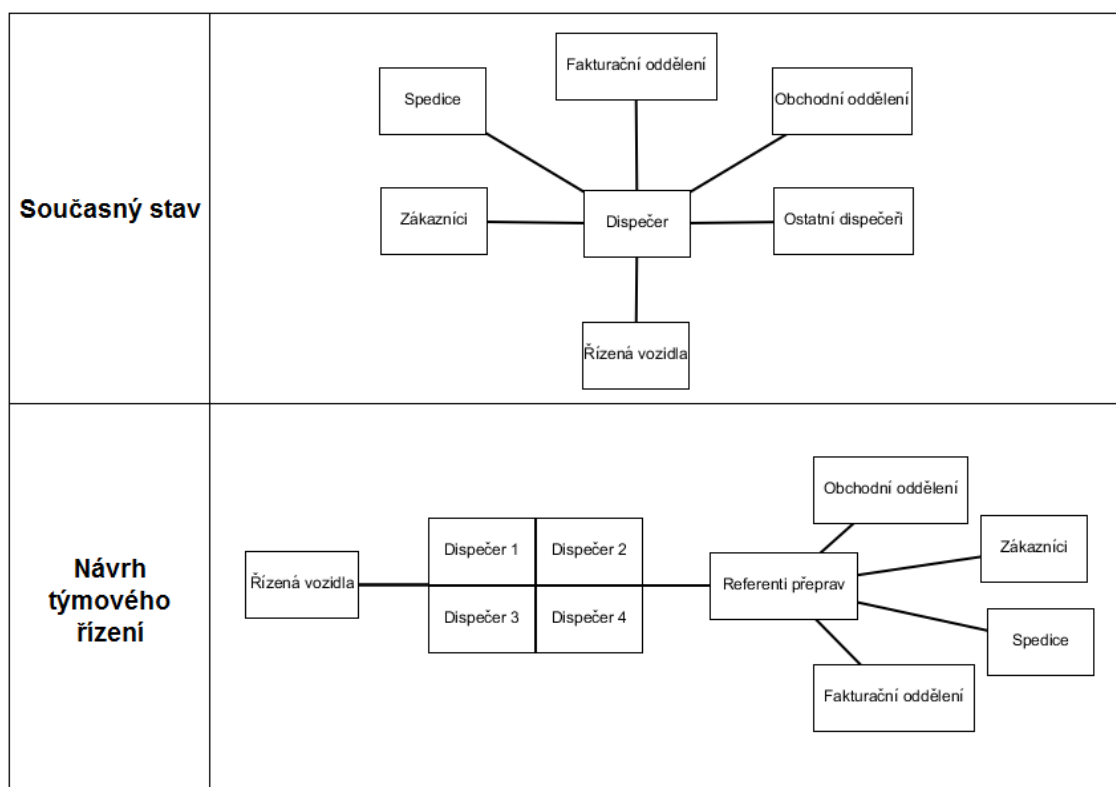 Současný stav
Fakturační oddělení
Spedice
Obchodní oddělení
Zákazníci
Dispečer
Ostatní dispečeři
Řízená vozidla
Návrh
týmového
řízení
Obchodní oddělení
Zákazníci
Dispečer 1
Dispečer 2
Řízená vozidla
Referenti přeprav
Dispečer 3
Dispečer 4
Spedice
Fakturační oddělení